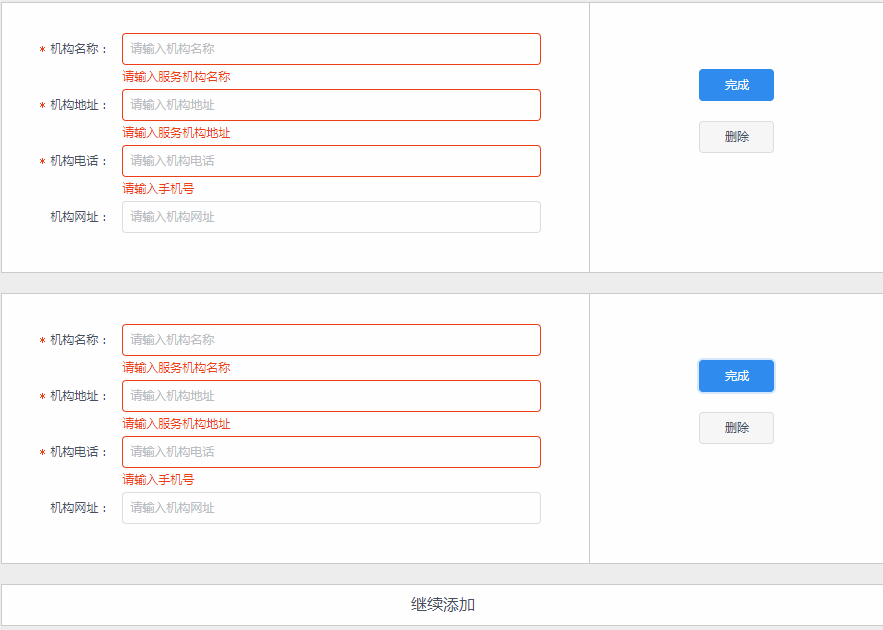 * 机构名称： 请输入机构名称
请输入服务机构名称
* 机构地址： 请输入机构地址
请输入服务机构地址
* 机构电话： 请输入机构电话
请输入手机号
机构网址： 请输入机构网址
完成
删除
* 机构名称： 请输入机构名称
请输入服务机构名称
* 机构地址： 请输入机构地址
请输入服务机构地址
* 机构电话： 请输入机构电话
请输入手机号
机构网址： 请输入机构网址
完成
删除
继续添加